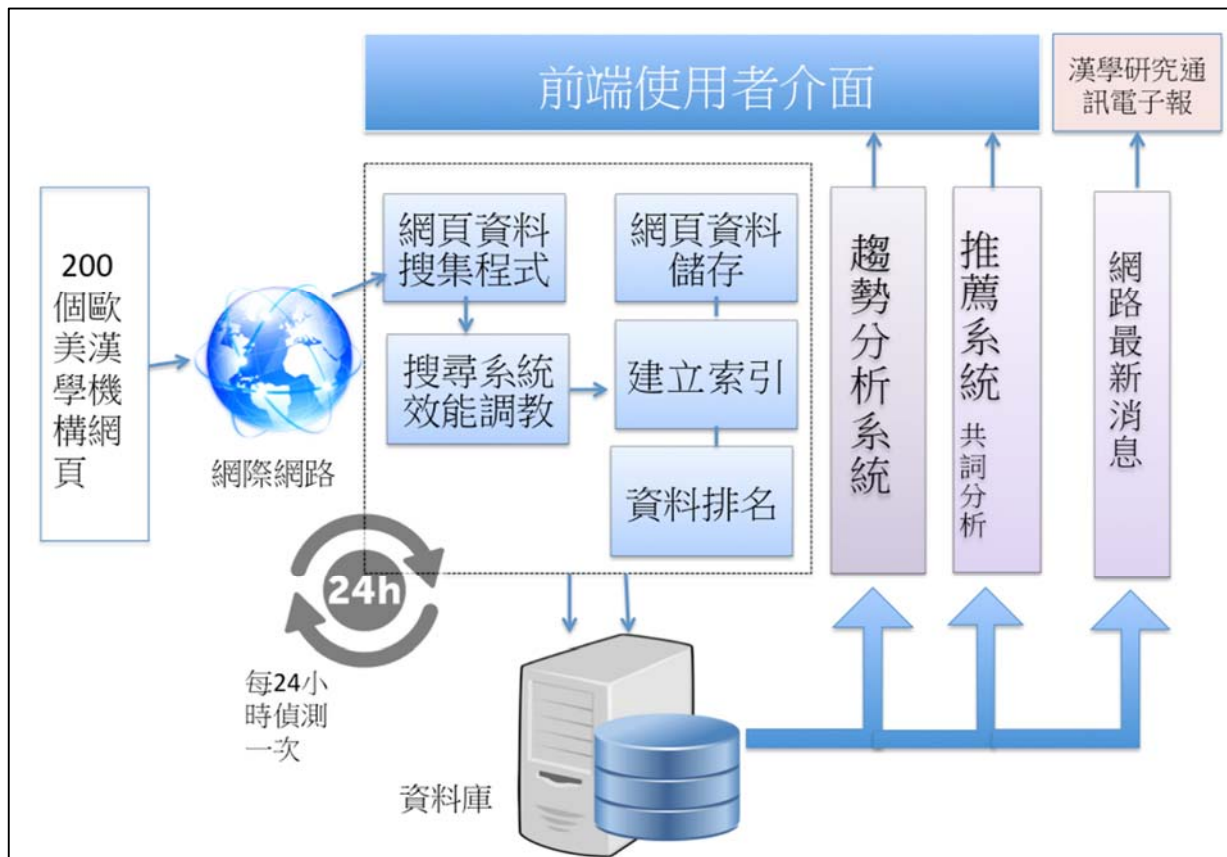 前端使用者介面
漢學研究通
訊電子報
200
個歐
美漢
學機
構網
頁
網際網路
網頁資料
搜集程式
搜尋系統
效能調教
網頁資料
儲存
建立索引
資料排名
趨勢分析系統
推薦系統 共詞分析
網路最新消息
24h
每24小
時偵測
一次
資料庫